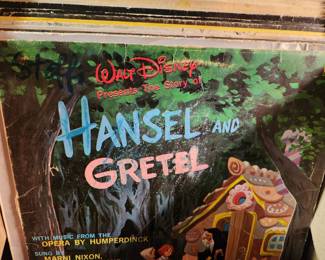 Walt Disney
Presents The Story of
HANSEL AND
GRETEL
WITH MUSIC FROM THE
OPERA BY HUMPERDINCK
SUNG BY
MARNI NIXON,